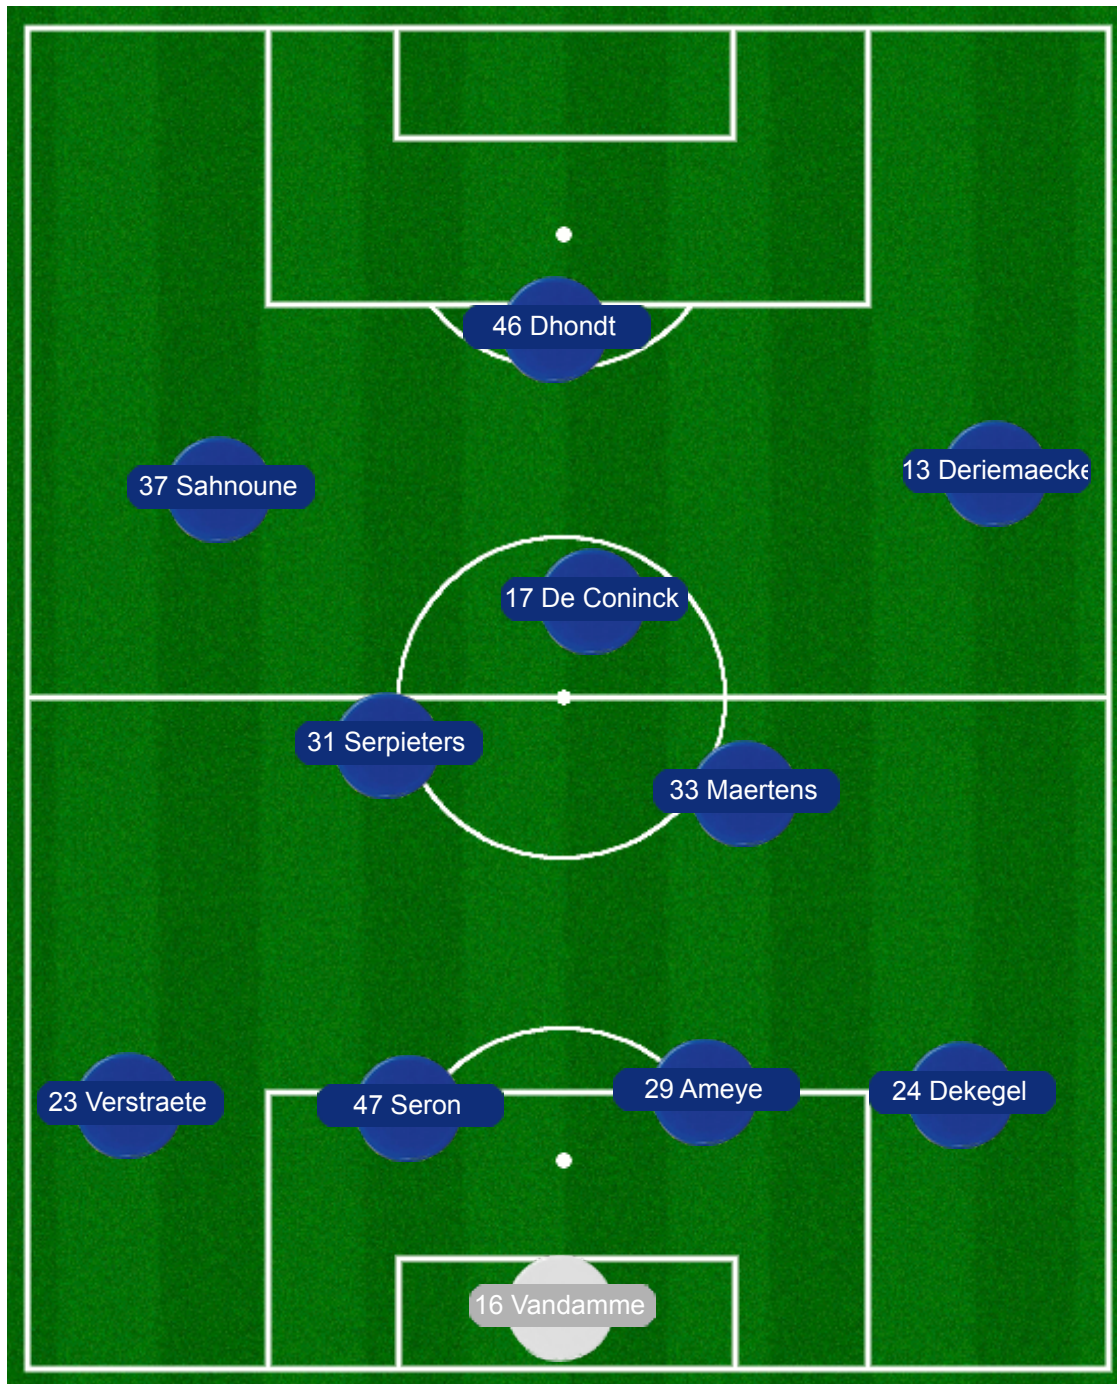 46 Dhondt
37 Sahnoune
13 Deriemaecke
17 De Coninck
31 Serpieters
33 Maertens
23 Verstraete
47 Seron
29 Ameye
24 Dekegel
16 Vandamme